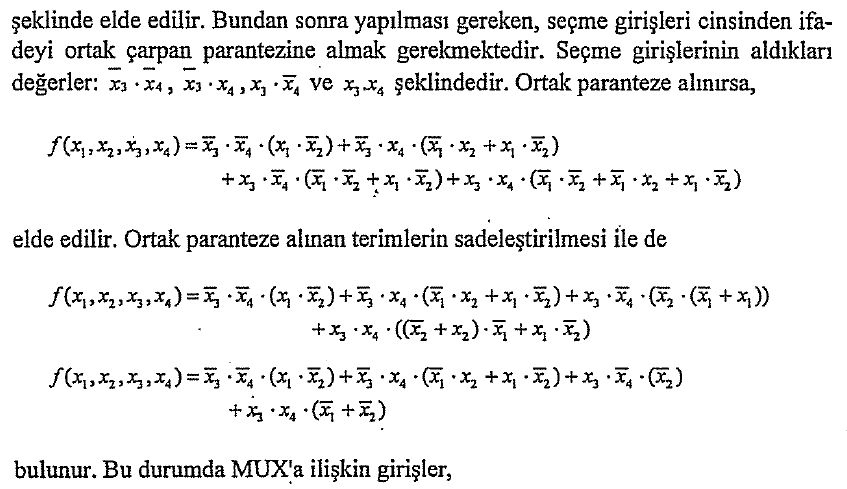 şeklinde elde edilir. Bundan sonra yapılması gereken, seçme girişleri cinsinden ifa-
deyi ortak çarpan parantezine almak gerekmektedir. Seçme girişlerinin aldıkları
değerler: x̅₃ · x̅₄ , x̅₃ · x₄ , x₃ · x̅₄ ve x₃.x₄ şeklindedir. Ortak paranteze alınırsa,
f(x₁,x₂,x₃,x₄)=x̅₃ · x̅₄ · (x₁ · x̅₂)+x̅₃ · x₄ · (x̅₁ · x₂ +x₁ · x̅₂)
+x₃ · x̅₄ · (x̅₁ · x̅₂ +x₁ · x̅₂)+x₃ · x₄ · (x̅₁ · x̅₂ +x̅₁ · x₂ +x₁ · x̅₂)
elde edilir. Ortak paranteze alınan terimlerin sadeleştirilmesi ile de
f(x₁,x₂,x₃,x₄)=x̅₃ · x̅₄ · (x₁ · x̅₂)+x̅₃ · x₄ · (x̅₁ · x₂ +x₁ · x̅₂)+x₃ · x̅₄ · (x̅₂ · (x̅₁ +x₁))
+x₃ · x₄ · ((x̅₂ +x₂) · x̅₁ +x₁ · x̅₂)
f(x₁,x₂,x₃,x₄)=x̅₃ · x̅₄ · (x₁ · x̅₂)+x̅₃ · x₄ · (x̅₁ · x₂ +x₁ · x̅₂)+x₃ · x̅₄ · (x̅₂)
+x₃ · x₄ · (x̅₁ +x̅₂)
bulunur. Bu durumda MUX'a ilişkin girişler,